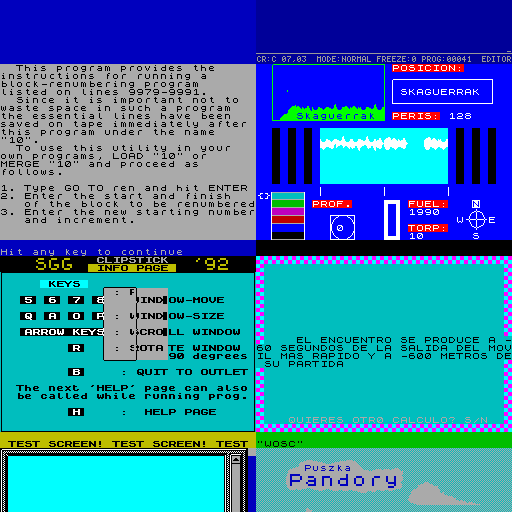 This program provides the
instructions for running a
block-renumbering program
listed on lines 9979-9991.
Since it is important not to
waste space in such a program
the essential lines have been
saved on tape immediately after
this program under the name
"10".
To use this utility in your
own programs, LOAD "10" or
MERGE "10" and proceed as
follows.
1. Type GO TO ren and hit ENTER
2. Enter the start and finish
of the block to be renumbered
3. Enter the new starting number
and increment.
Hit any key to continue
CR:C 07.03 MODE:NORMAL FREEZE:0 PROG:00041 EDITOR
POSICION:
SKAGUERRAK
Skaguerrak
PERIS: 128
PROF.
0
FUEL:
1990
TORP:
10
N
W E
S
SGG CLIPSTICK '92
INFO PAGE
KEYS
5 6 7 8 : WINDOW-MOVE
Q A O P : WINDOW-SIZE
ARROW KEYS : SCROLL WINDOW
R : ROTATE WINDOW
90 degrees
B : QUIT TO OUTLET
The next 'HELP' page can also
be called while running prog.
H : HELP PAGE
EL ENCUENTRO SE PRODUCE A -
60 SEGUNDOS DE LA SALIDA DEL MOV
IL MAS RAPIDO Y A -600 METROS DE
SU PARTIDA
QUIERES OTRO CALCULO? S/N
TEST SCREEN! TEST SCREEN! TEST
"WOSC"
Puszka
Pandory